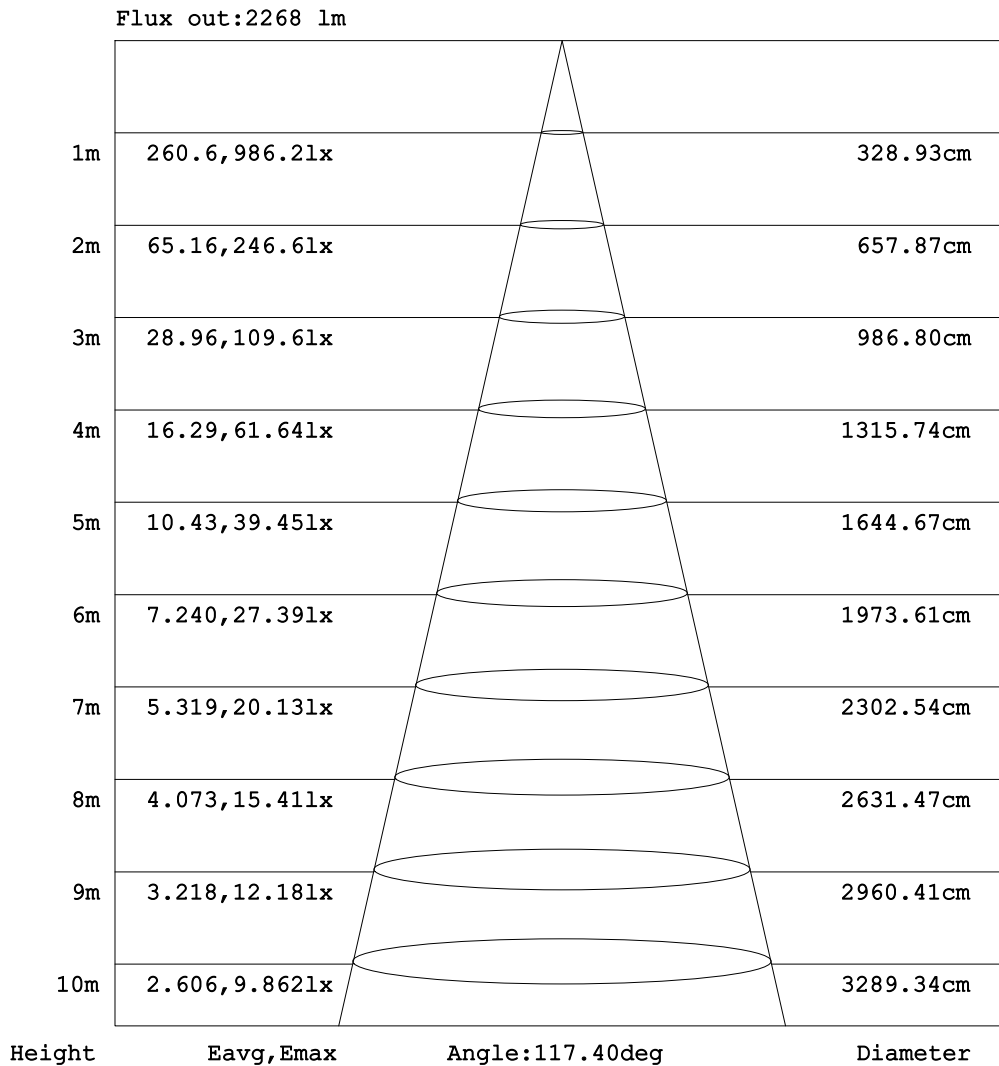 Flux out:2268 lm
1m 260.6,986.2lx 328.93cm
2m 65.16,246.6lx 657.87cm
3m 28.96,109.6lx 986.80cm
4m 16.29,61.64lx 1315.74cm
5m 10.43,39.45lx 1644.67cm
6m 7.240,27.39lx 1973.61cm
7m 5.319,20.13lx 2302.54cm
8m 4.073,15.41lx 2631.47cm
9m 3.218,12.18lx 2960.41cm
10m 2.606,9.862lx 3289.34cm
Height Eavg,Emax Angle:117.40deg Diameter